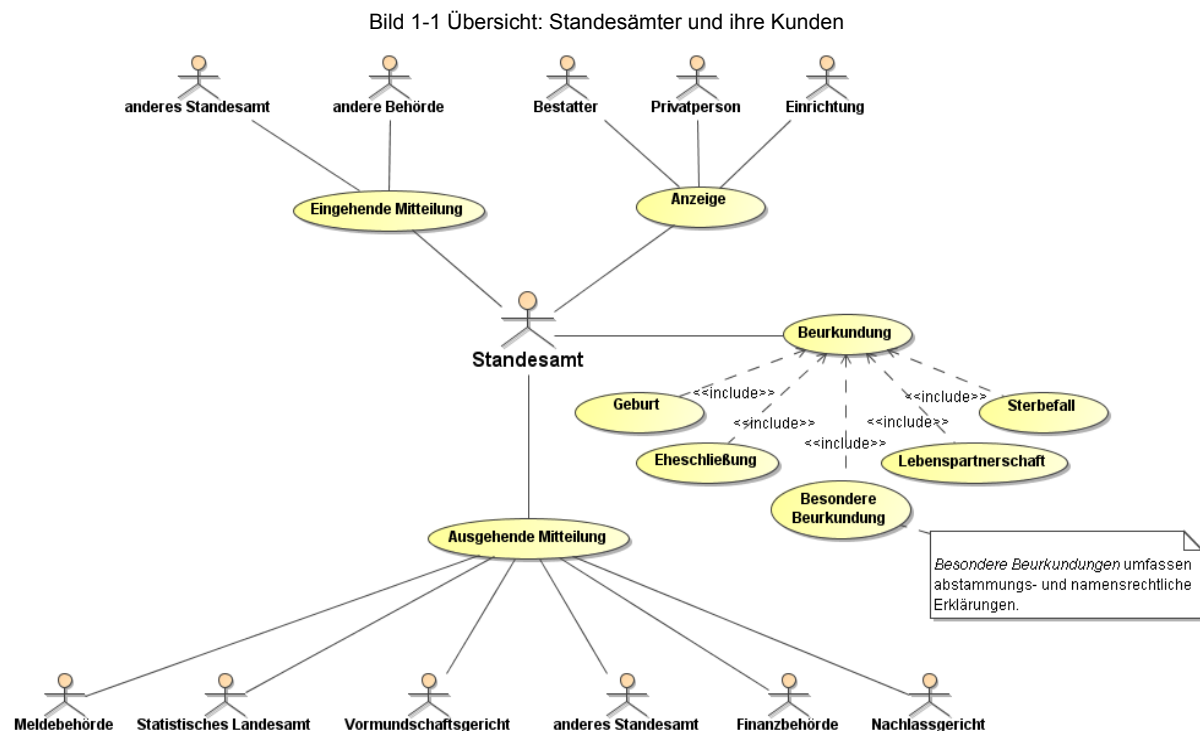 Bild 1-1 Übersicht: Standesämter und ihre Kunden
anderes Standesamt
andere Behörde
Bestatter
Privatperson
Einrichtung
Eingehende Mitteilung
Anzeige
Standesamt
Beurkundung
<<include>>
<<include>>
<<include>>
<<include>>
<<include>>
Geburt
Sterbefall
Eheschließung
Lebenspartnerschaft
Besondere
Beurkundung
Ausgehende Mitteilung
Besondere Beurkundungen umfassen
abstammungs- und namensrechtliche
Erklärungen.
Meldebehörde
Statistisches Landesamt
Vormundschaftsgericht
anderes Standesamt
Finanzbehörde
Nachlassgericht